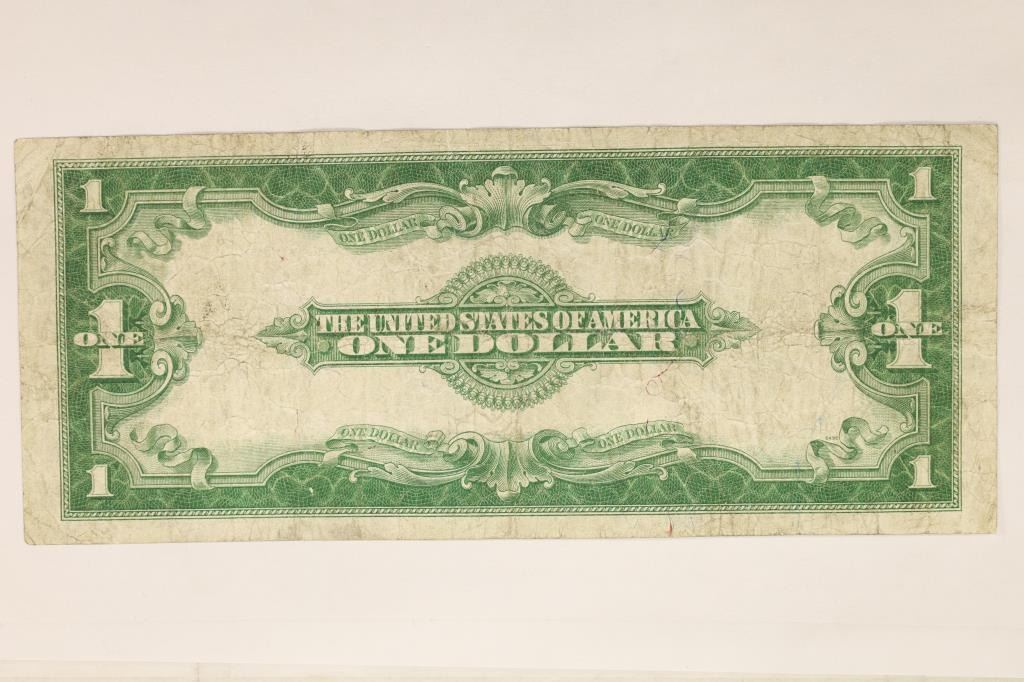 1 1
ONE DOLLAR ONE DOLLAR
THE UNITED STATES OF AMERICA
1 ONE 1 ONE
ONE DOLLAR
ONE DOLLAR ONE DOLLAR
1 1